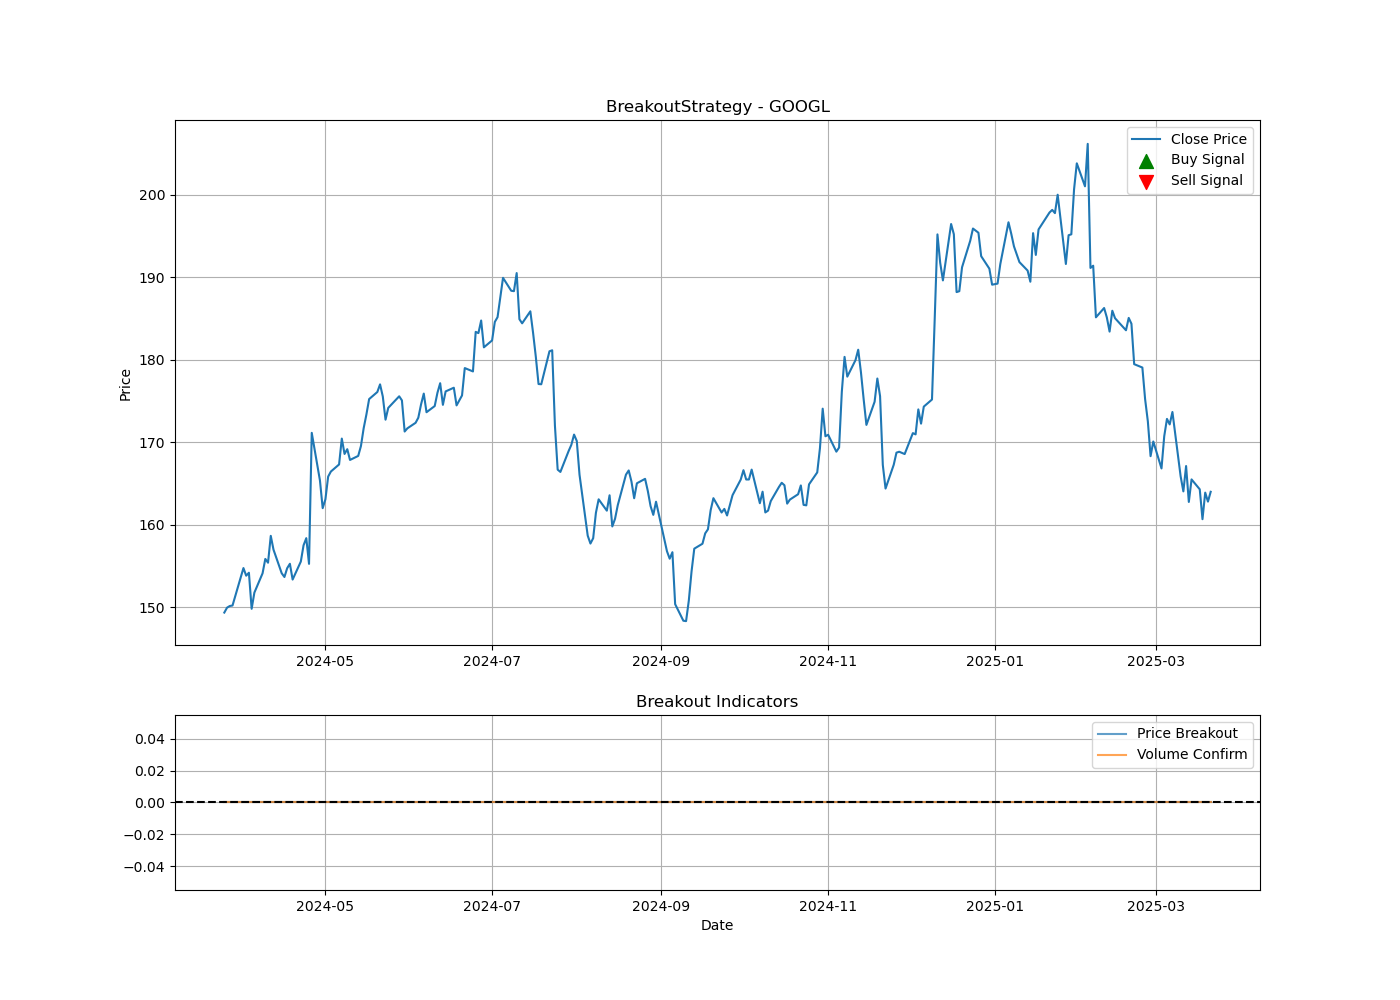 BreakoutStrategy - GOOGL
Close Price
Buy Signal
Sell Signal
Price
200
190
180
170
160
150
2024-05 2024-07 2024-09 2024-11 2025-01 2025-03
Breakout Indicators
Price Breakout
Volume Confirm
0.04
0.02
0.00
−0.02
−0.04
2024-05 2024-07 2024-09 2024-11 2025-01 2025-03
Date